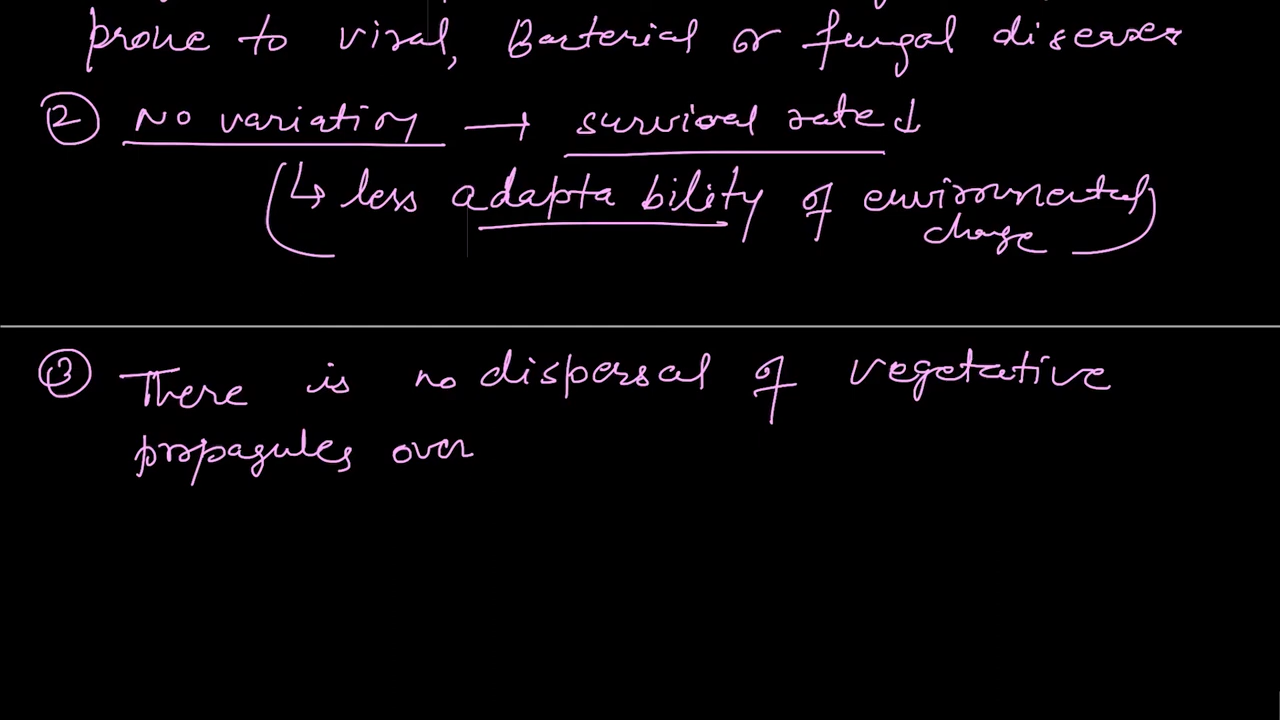 prone to viral, Bacterial or fungal diseases
② No variation → survival rate↓
(↳ less adaptability of environmental
change)
③ There is no dispersal of vegetative
propagules over